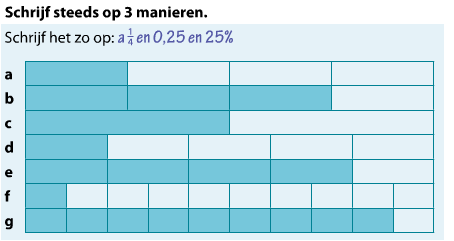 Schrijf steeds op 3 manieren.
Schrijf het zo op: a 1/4 en 0,25 en 25%
a
b
c
d
e
f
g